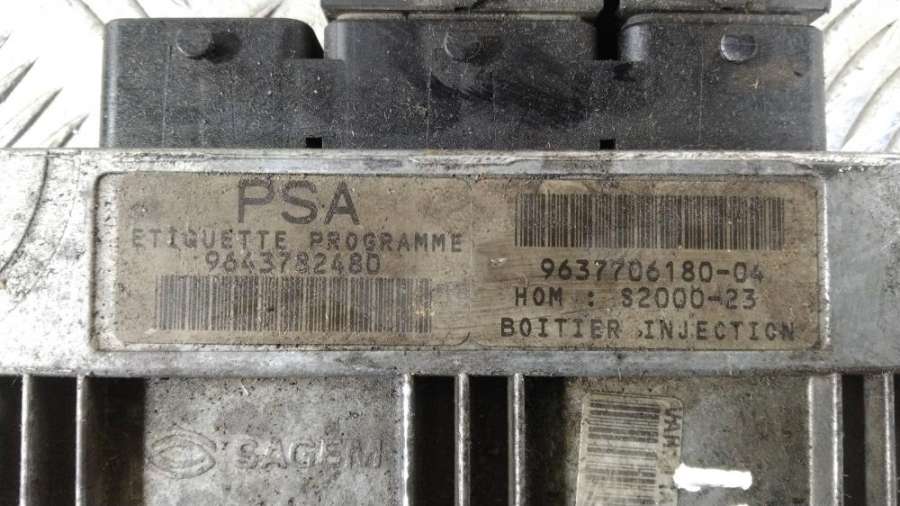 PSA
ETIQUETTE PROGRAMME
9643782480
9637706180-04
HOM : S2000-23
BOITIER INJECTION
SAGEM